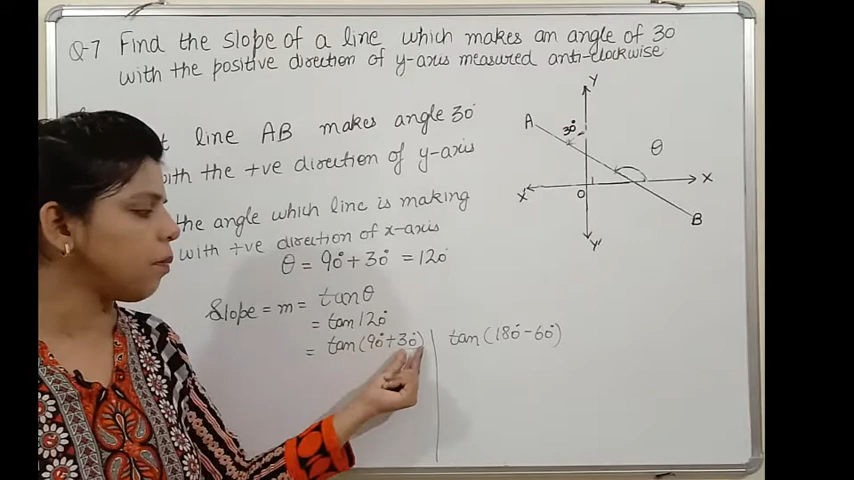 Q-7 Find the slope of a line which makes an angle of 30°
with the positive direction of y-axis measured anti-clockwise
line AB makes angle 30°
with the +ve direction of y-axis
the angle which line is making
with +ve direction of x-axis
θ = 90° + 30° = 120°
Slope = m = tanθ
= tan 120°
= tan (90° + 30°) | tan (180° - 60°)
Y
A
30°
θ
X' O X
B
Y'